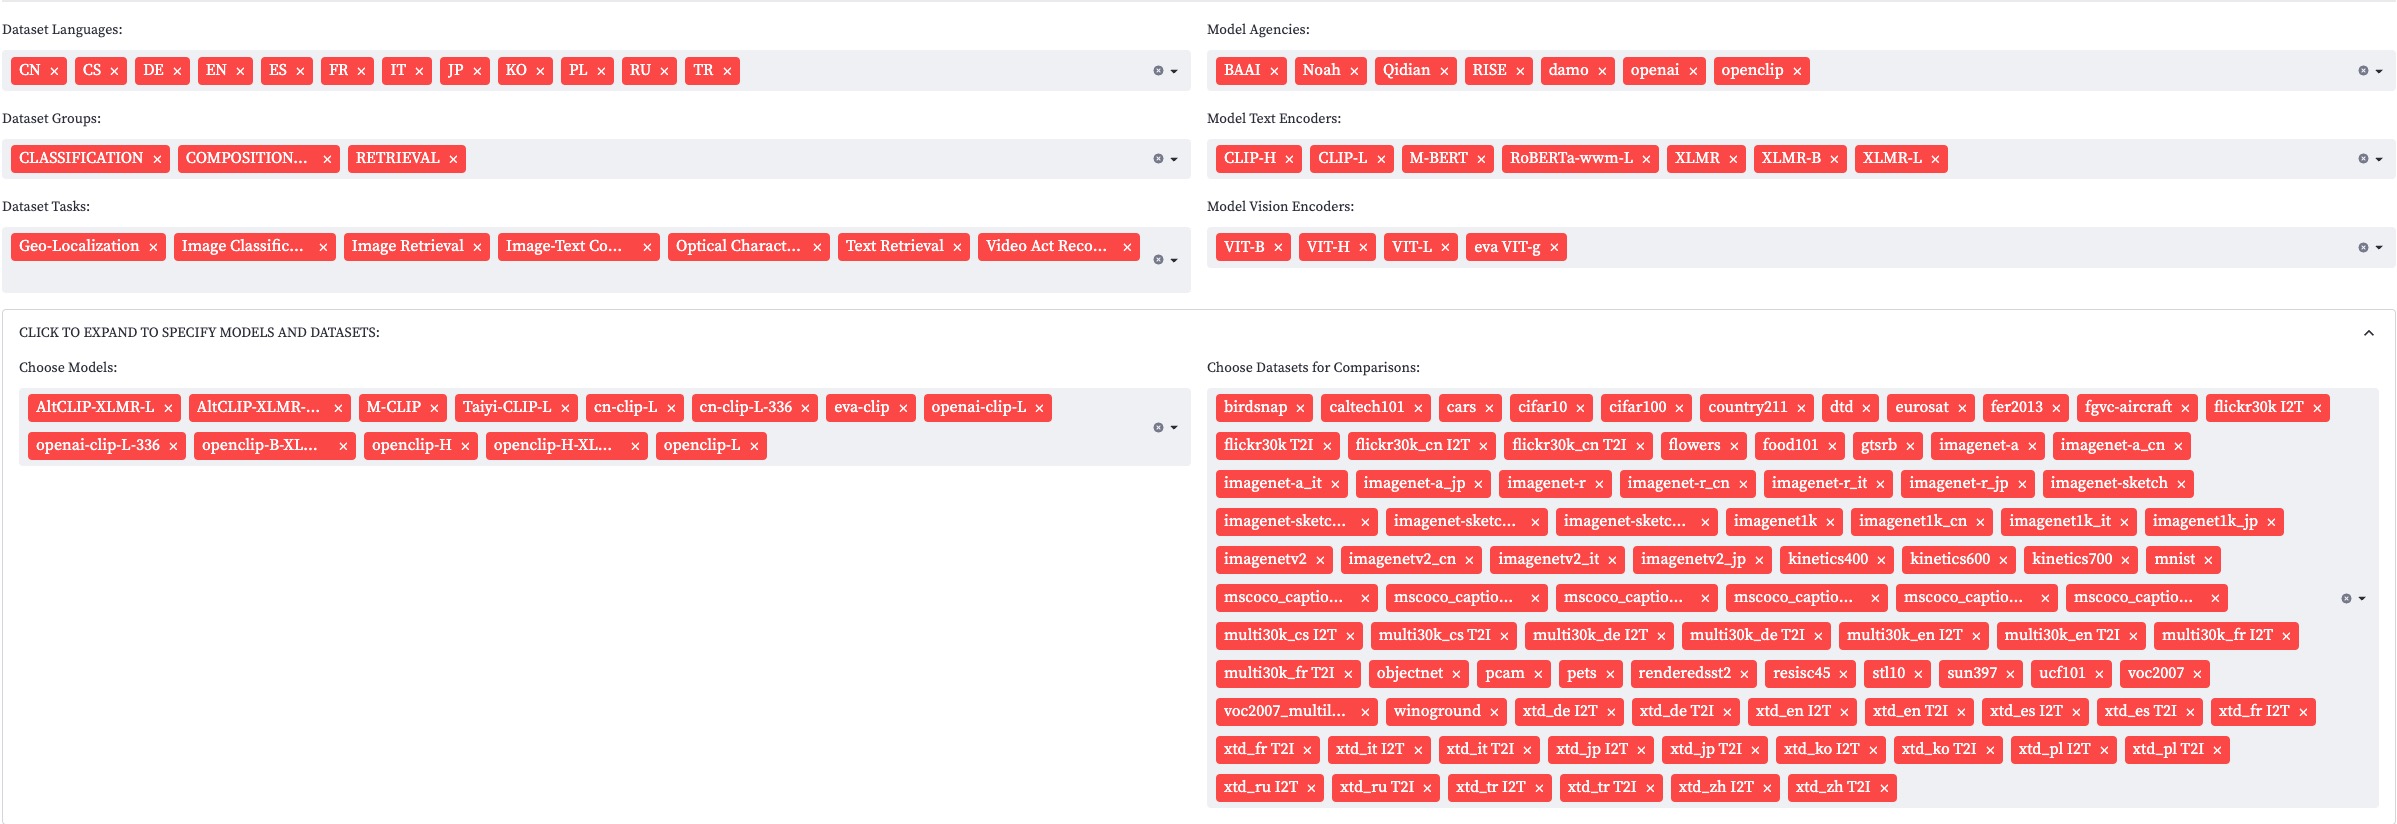 Dataset Languages:
CN × CS × DE × EN × ES × FR × IT × JP × KO × PL × RU × TR ×
Dataset Groups:
CLASSIFICATION × COMPOSITION... × RETRIEVAL ×
Dataset Tasks:
Geo-Localization × Image Classific... × Image Retrieval × Image-Text Co... × Optical Charact... × Text Retrieval × Video Act Reco... ×
Model Agencies:
BAAI × Noah × Qidian × RISE × damo × openai × openclip ×
Model Text Encoders:
CLIP-H × CLIP-L × M-BERT × RoBERTa-wwm-L × XLMR × XLMR-B × XLMR-L ×
Model Vision Encoders:
VIT-B × VIT-H × VIT-L × eva VIT-g ×
CLICK TO EXPAND TO SPECIFY MODELS AND DATASETS:
Choose Models:
AltCLIP-XLMR-L × AltCLIP-XLMR-... × M-CLIP × Taiyi-CLIP-L × cn-clip-L × cn-clip-L-336 × eva-clip × openai-clip-L ×
openai-clip-L-336 × openclip-B-XL... × openclip-H × openclip-H-XL... × openclip-L ×
Choose Datasets for Comparisons:
birdsnap × caltech101 × cars × cifar10 × cifar100 × country211 × dtd × eurosat × fer2013 × fgvc-aircraft × flickr30k I2T ×
flickr30k T2I × flickr30k_cn I2T × flickr30k_cn T2I × flowers × food101 × gtsrb × imagenet-a × imagenet-a_cn ×
imagenet-a_it × imagenet-a_jp × imagenet-r × imagenet-r_cn × imagenet-r_it × imagenet-r_jp × imagenet-sketch ×
imagenet-sketc... × imagenet-sketc... × imagenet-sketc... × imagenet1k × imagenet1k_cn × imagenet1k_it × imagenet1k_jp ×
imagenetv2 × imagenetv2_cn × imagenetv2_it × imagenetv2_jp × kinetics400 × kinetics600 × kinetics700 × mnist ×
mscoco_captio... × mscoco_captio... × mscoco_captio... × mscoco_captio... × mscoco_captio... × mscoco_captio... ×
multi30k_cs I2T × multi30k_cs T2I × multi30k_de I2T × multi30k_de T2I × multi30k_en I2T × multi30k_en T2I × multi30k_fr I2T ×
multi30k_fr T2I × objectnet × pcam × pets × renderedsst2 × resisc45 × stl10 × sun397 × ucf101 × voc2007 ×
voc2007_multil... × winoground × xtd_de I2T × xtd_de T2I × xtd_en I2T × xtd_en T2I × xtd_es I2T × xtd_es T2I × xtd_fr I2T ×
xtd_fr T2I × xtd_it I2T × xtd_it T2I × xtd_jp I2T × xtd_jp T2I × xtd_ko I2T × xtd_ko T2I × xtd_pl I2T × xtd_pl T2I ×
xtd_ru I2T × xtd_ru T2I × xtd_tr I2T × xtd_tr T2I × xtd_zh I2T × xtd_zh T2I ×